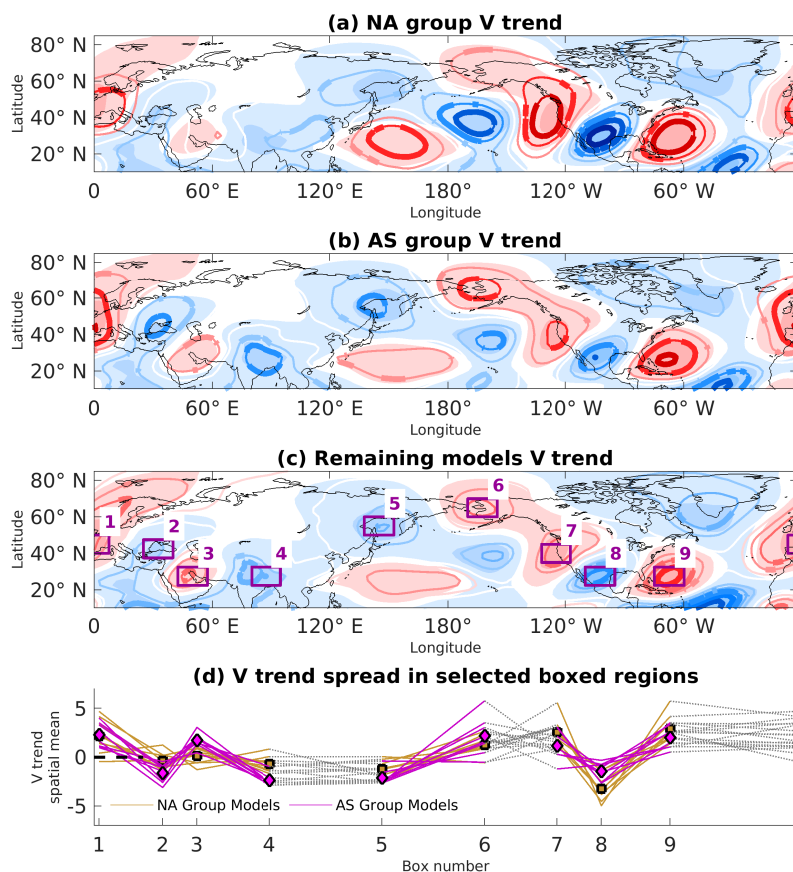 (a) NA group V trend
80° N
60° N
40° N
20° N
Latitude
0 60° E 120° E 180° 120° W 60° W
Longitude
(b) AS group V trend
80° N
60° N
40° N
20° N
Latitude
0 60° E 120° E 180° 120° W 60° W
Longitude
(c) Remaining models V trend
80° N
60° N
40° N
20° N
Latitude
1 2 3 4 5 6 7 8 9
0 60° E 120° E 180° 120° W 60° W
Longitude
(d) V trend spread in selected boxed regions
5
0
-5
V trend
spatial mean
NA Group Models AS Group Models
1 2 3 4 5 6 7 8 9
Box number